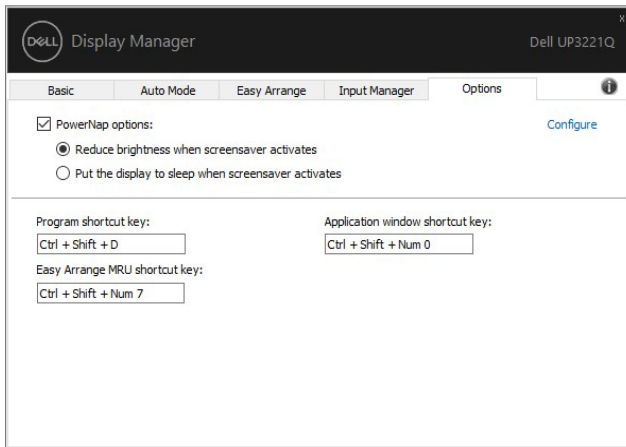 x
DELL Display Manager
Dell UP3221Q
Basic Auto Mode Easy Arrange Input Manager Options i
PowerNap options:
Configure
Reduce brightness when screensaver activates
Put the display to sleep when screensaver activates
Program shortcut key:
Application window shortcut key:
Ctrl + Shift + D
Ctrl + Shift + Num 0
Easy Arrange MRU shortcut key:
Ctrl + Shift + Num 7